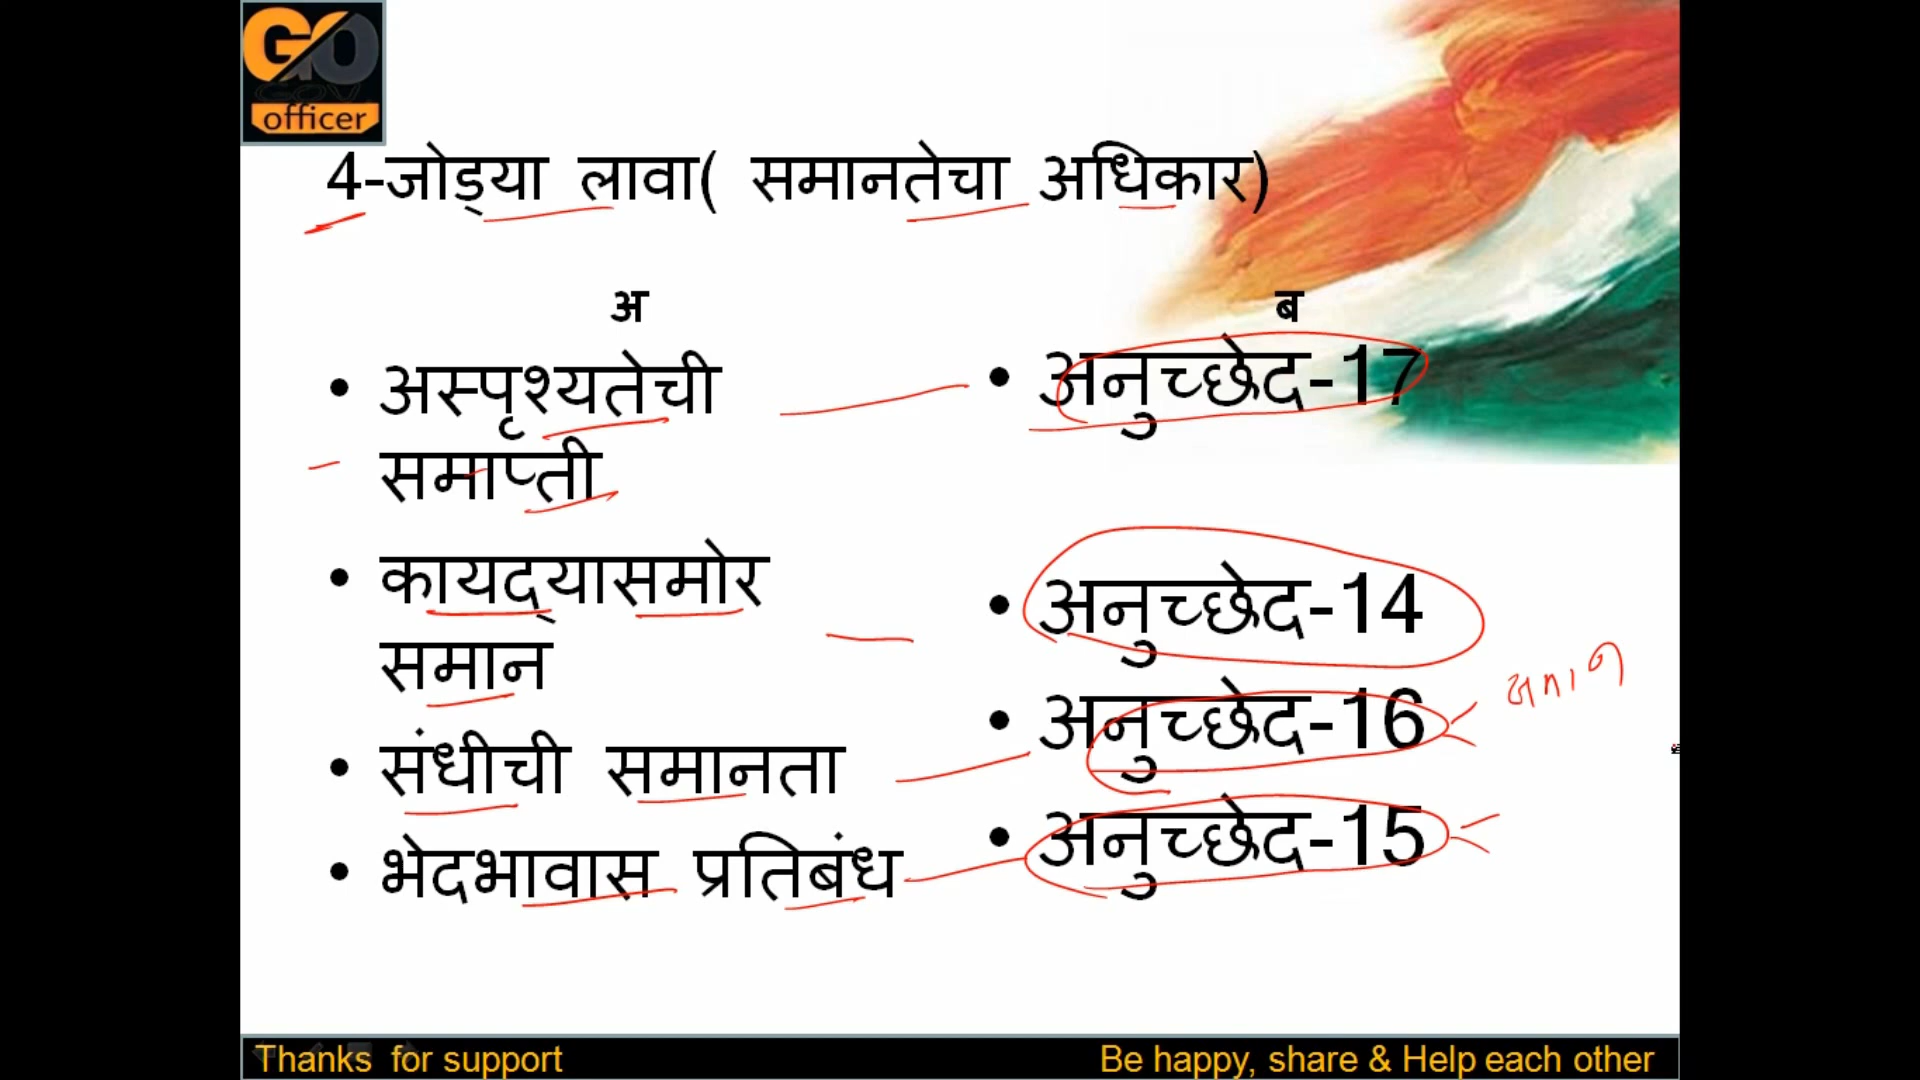 GO
GOV
officer
4-जोड्या लावा( समानतेचा अधिकार)
अ
ब
• अस्पृश्यतेची
समाप्ती
• कायद्यासमोर
समान
• संधीची समानता
• भेदभावास प्रतिबंध
• अनुच्छेद-17
• अनुच्छेद-14
• अनुच्छेद-16
• अनुच्छेद-15
Thanks for support
Be happy, share & Help each other